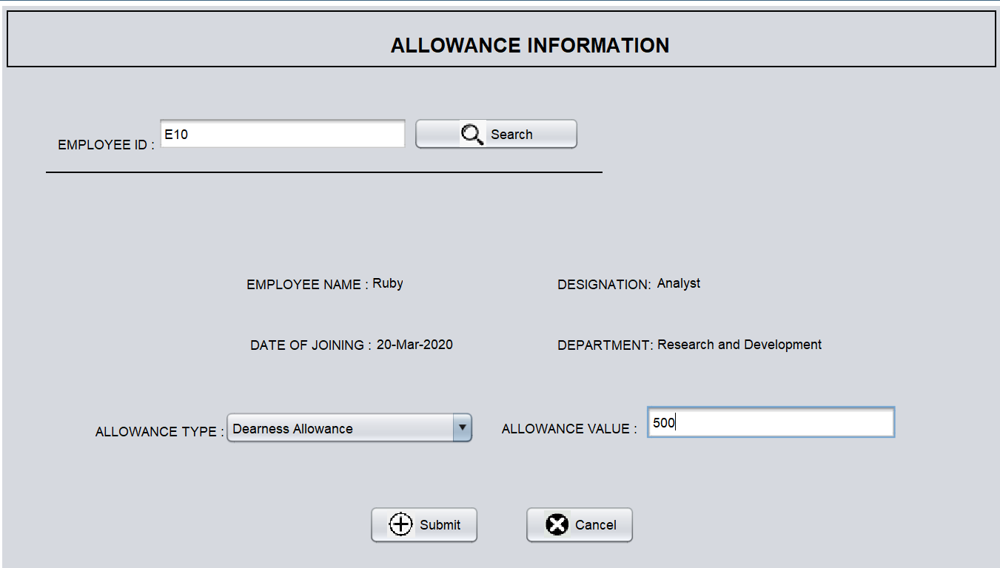 ALLOWANCE INFORMATION
EMPLOYEE ID : E10 Search
EMPLOYEE NAME : Ruby DESIGNATION: Analyst
DATE OF JOINING : 20-Mar-2020 DEPARTMENT: Research and Development
ALLOWANCE TYPE : Dearness Allowance ALLOWANCE VALUE : 500
Submit Cancel